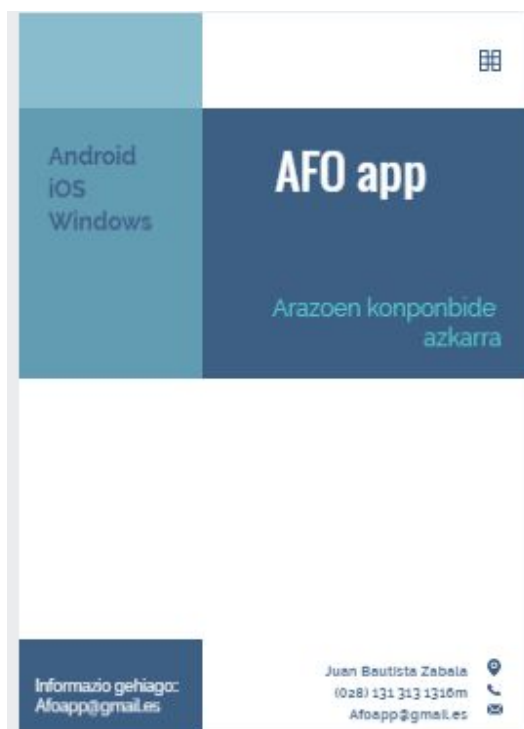 Android
iOS
Windows
AFO app
Arazoen konponbide
azkarra
Informazio gehiago:
Afoapp@gmail.es
Juan Bautista Zabala
(028) 131 313 1316m
Afoapp@gmail.es